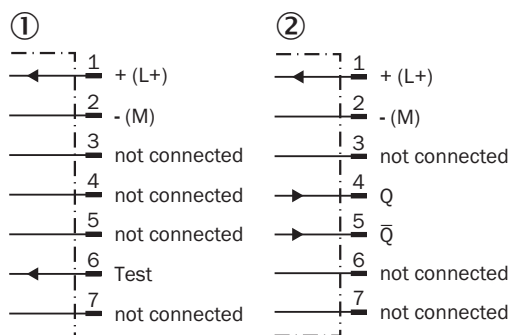 ①
1 + (L+)
2 - (M)
3 not connected
4 not connected
5 not connected
6 Test
7 not connected
②
1 + (L+)
2 - (M)
3 not connected
4 Q
5 Q̅
6 not connected
7 not connected